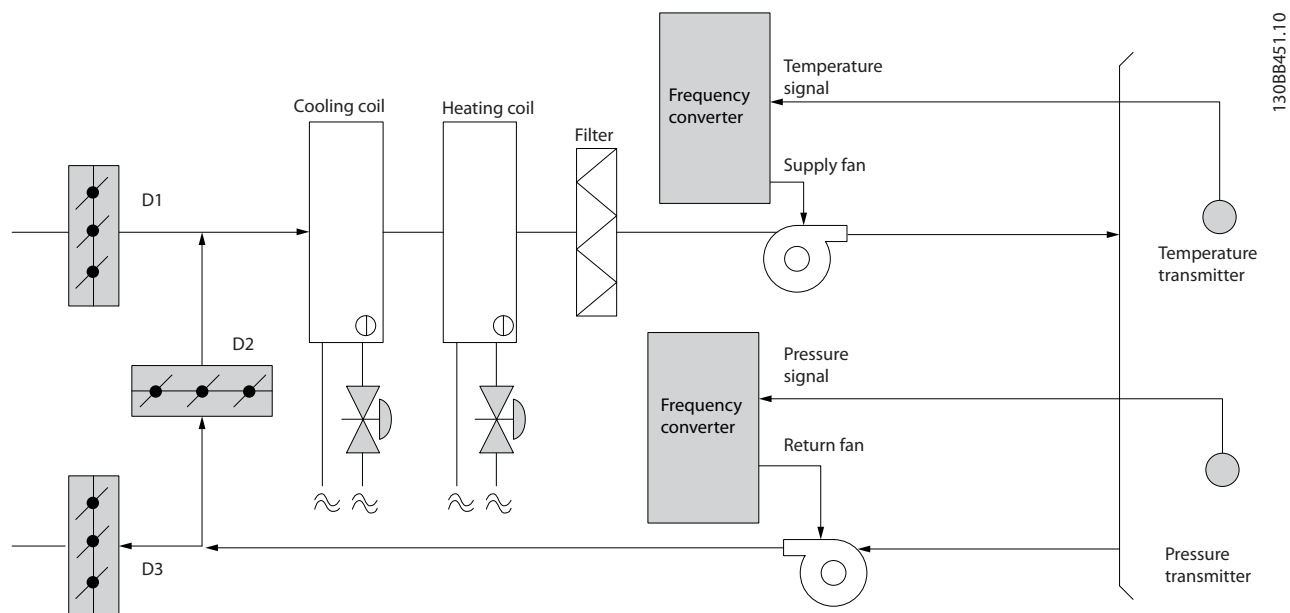 130BB451.10
Temperature
signal
Frequency
converter
Cooling coil
Heating coil
Filter
Supply fan
D1
Temperature
transmitter
D2
Pressure
signal
Frequency
converter
Return fan
D3
Pressure
transmitter